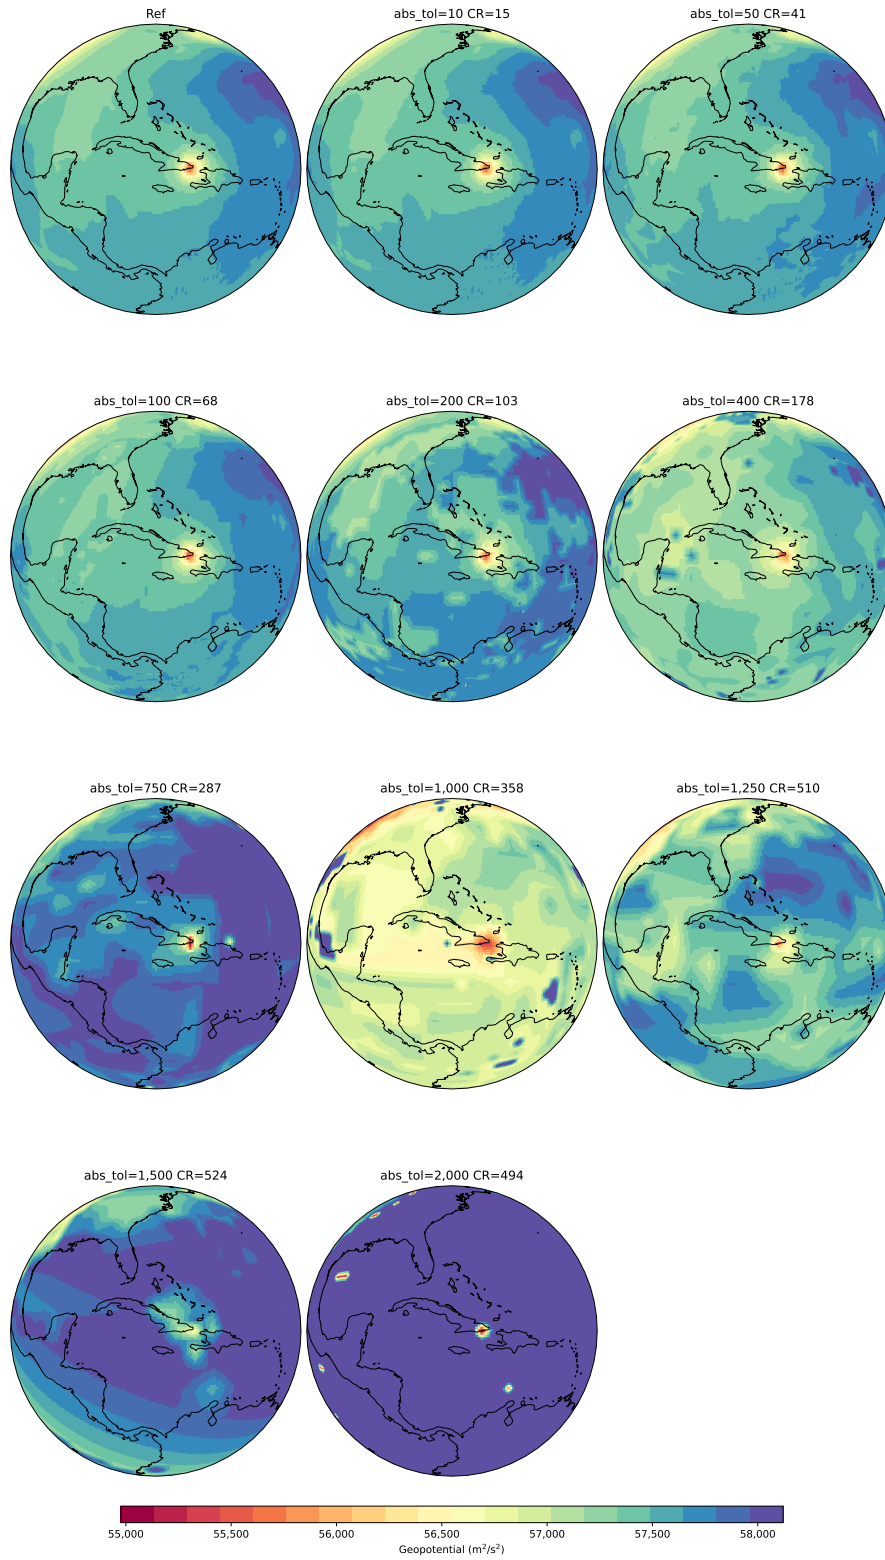 Ref
abs_tol=10 CR=15
abs_tol=50 CR=41
abs_tol=100 CR=68
abs_tol=200 CR=103
abs_tol=400 CR=178
abs_tol=750 CR=287
abs_tol=1,000 CR=358
abs_tol=1,250 CR=510
abs_tol=1,500 CR=524
abs_tol=2,000 CR=494
55,000 55,500 56,000 56,500 57,000 57,500 58,000
Geopotential (m²/s²)